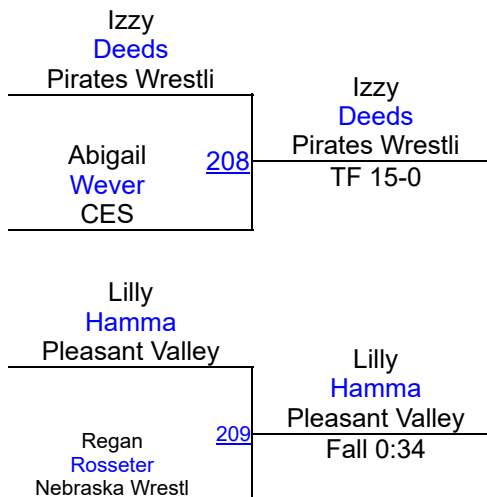 Izzy
Deeds
Pirates Wrestli
Abigail
Wever
CES
208
Izzy
Deeds
Pirates Wrestli
TF 15-0
Lilly
Hamma
Pleasant Valley
Regan
Rosseter
Nebraska Wrestl
209
Lilly
Hamma
Pleasant Valley
Fall 0:34